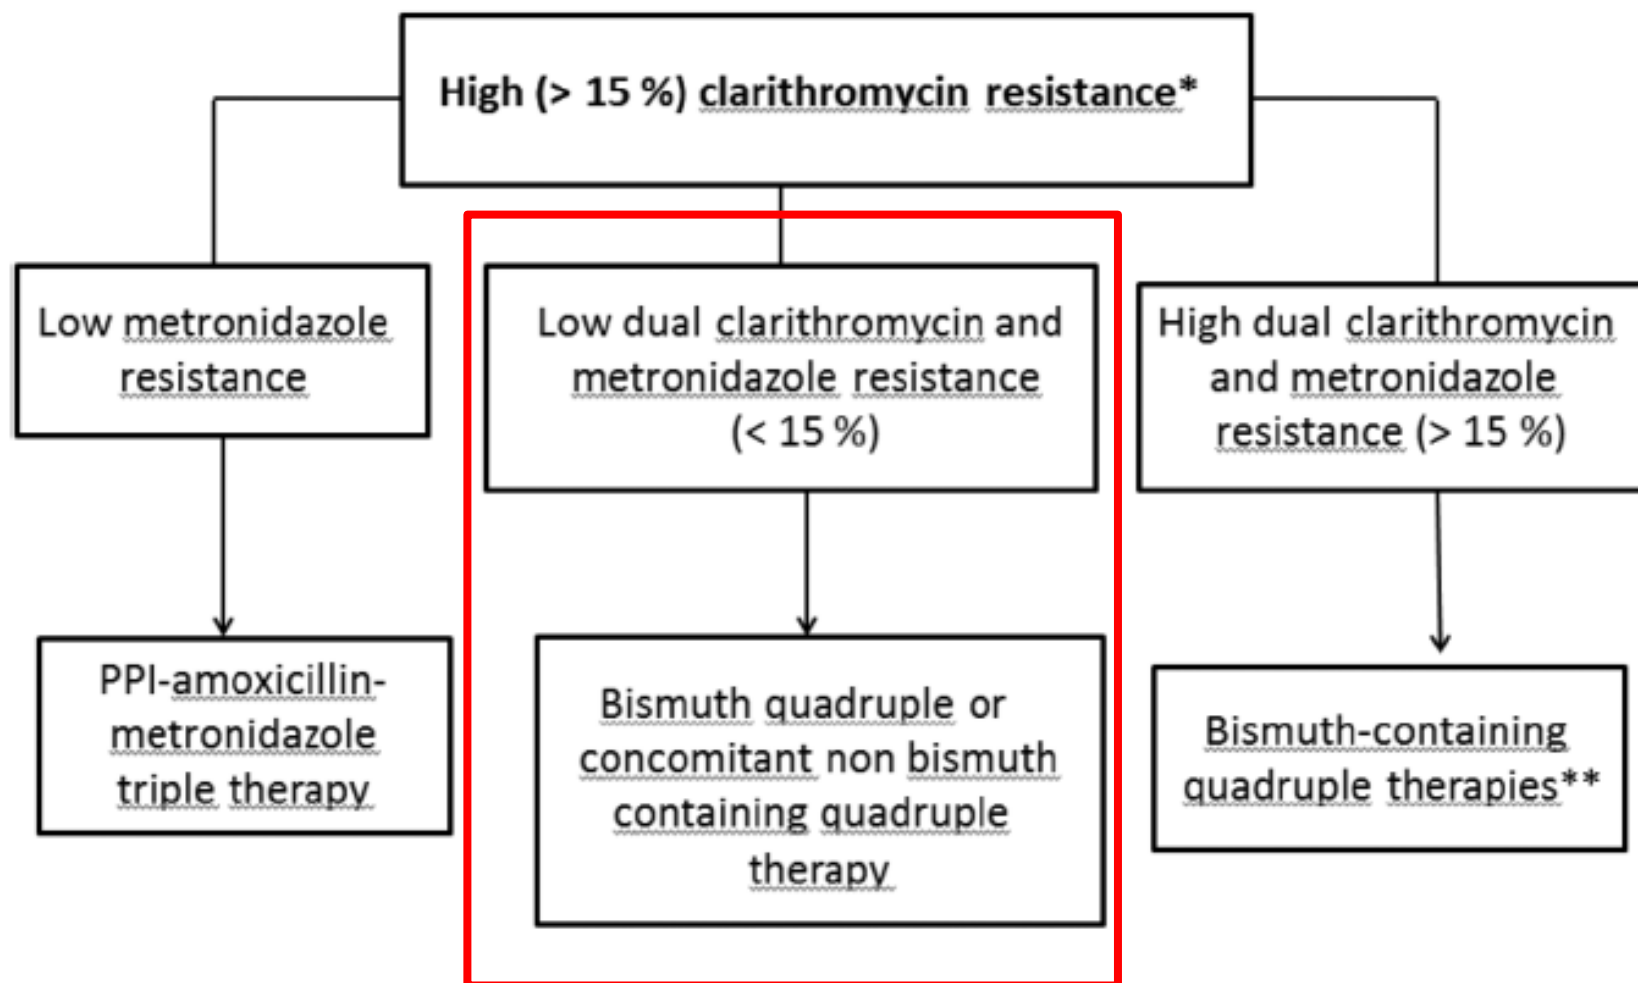 High (> 15 %) clarithromycin resistance*
Low metronidazole
resistance
Low dual clarithromycin and
metronidazole resistance
(< 15 %)
High dual clarithromycin
and metronidazole
resistance (> 15 %)
PPI-amoxicillin-
metronidazole
triple therapy
Bismuth quadruple or
concomitant non bismuth
containing quadruple
therapy
Bismuth-containing
quadruple therapies**